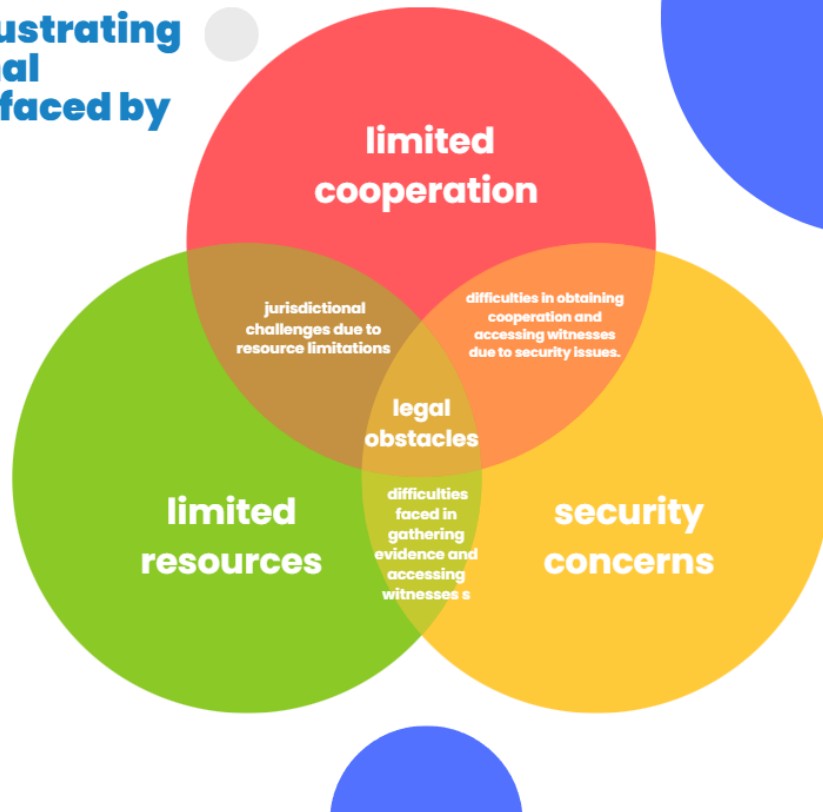 ustrating
al
faced by
limited
cooperation
jurisdictional
challenges due to
resource limitations
difficulties in obtaining
cooperation and
accessing witnesses
due to security issues.
legal
obstacles
limited
resources
difficulties
faced in
gathering
evidence and
accessing
witnesses s
security
concerns